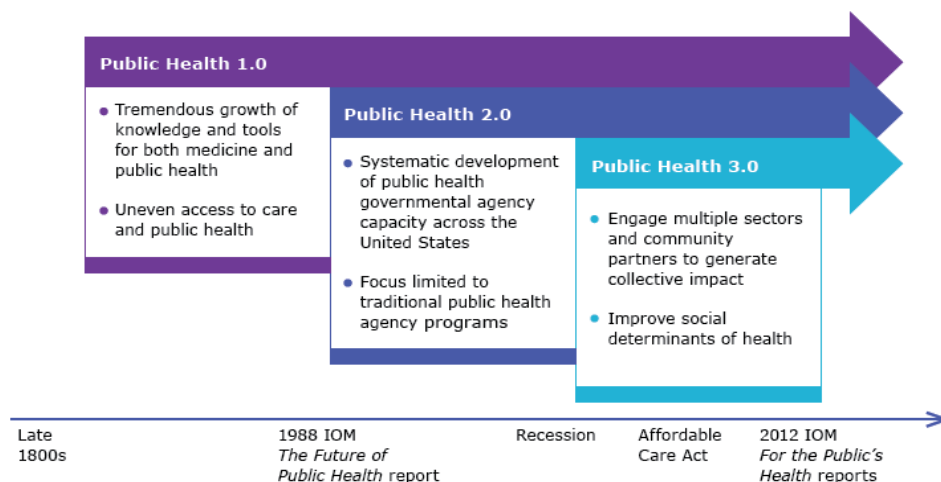 Public Health 1.0
• Tremendous growth of
knowledge and tools
for both medicine and
public health
• Uneven access to care
and public health
Public Health 2.0
• Systematic development
of public health
governmental agency
capacity across the
United States
• Focus limited to
traditional public health
agency programs
Public Health 3.0
• Engage multiple sectors
and community
partners to generate
collective impact
• Improve social
determinants of health
Late
1800s
1988 IOM
The Future of
Public Health report
Recession
Affordable
Care Act
2012 IOM
For the Public's
Health reports